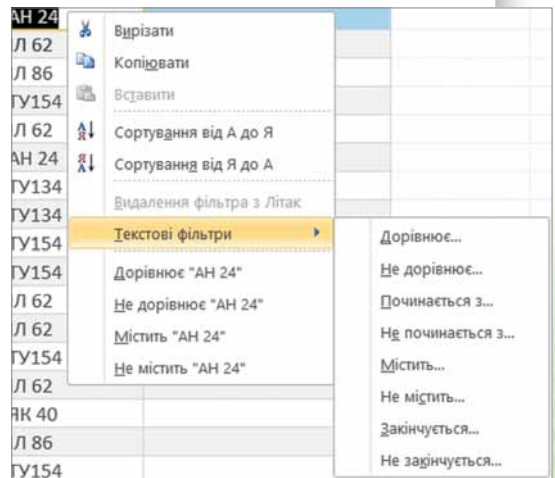 АН 24
Л 62
Л 86
ТУ154
Л 62
АН 24
ТУ134
ТУ134
ТУ154
ТУ154
Л 62
Л 62
ТУ154
Л 62
ЯК 40
Л 86
ТУ154
Вирізати
Копіювати
Вставити
Сортування від А до Я
Сортування від Я до А
Видалення фільтра з Літак
Текстові фільтри
Дорівнює "АН 24"
Не дорівнює "АН 24"
Містить "АН 24"
Не містить "АН 24"
Дорівнює...
Не дорівнює...
Починається з...
Не починається з...
Містить...
Не містить...
Закінчується...
Не закінчується...